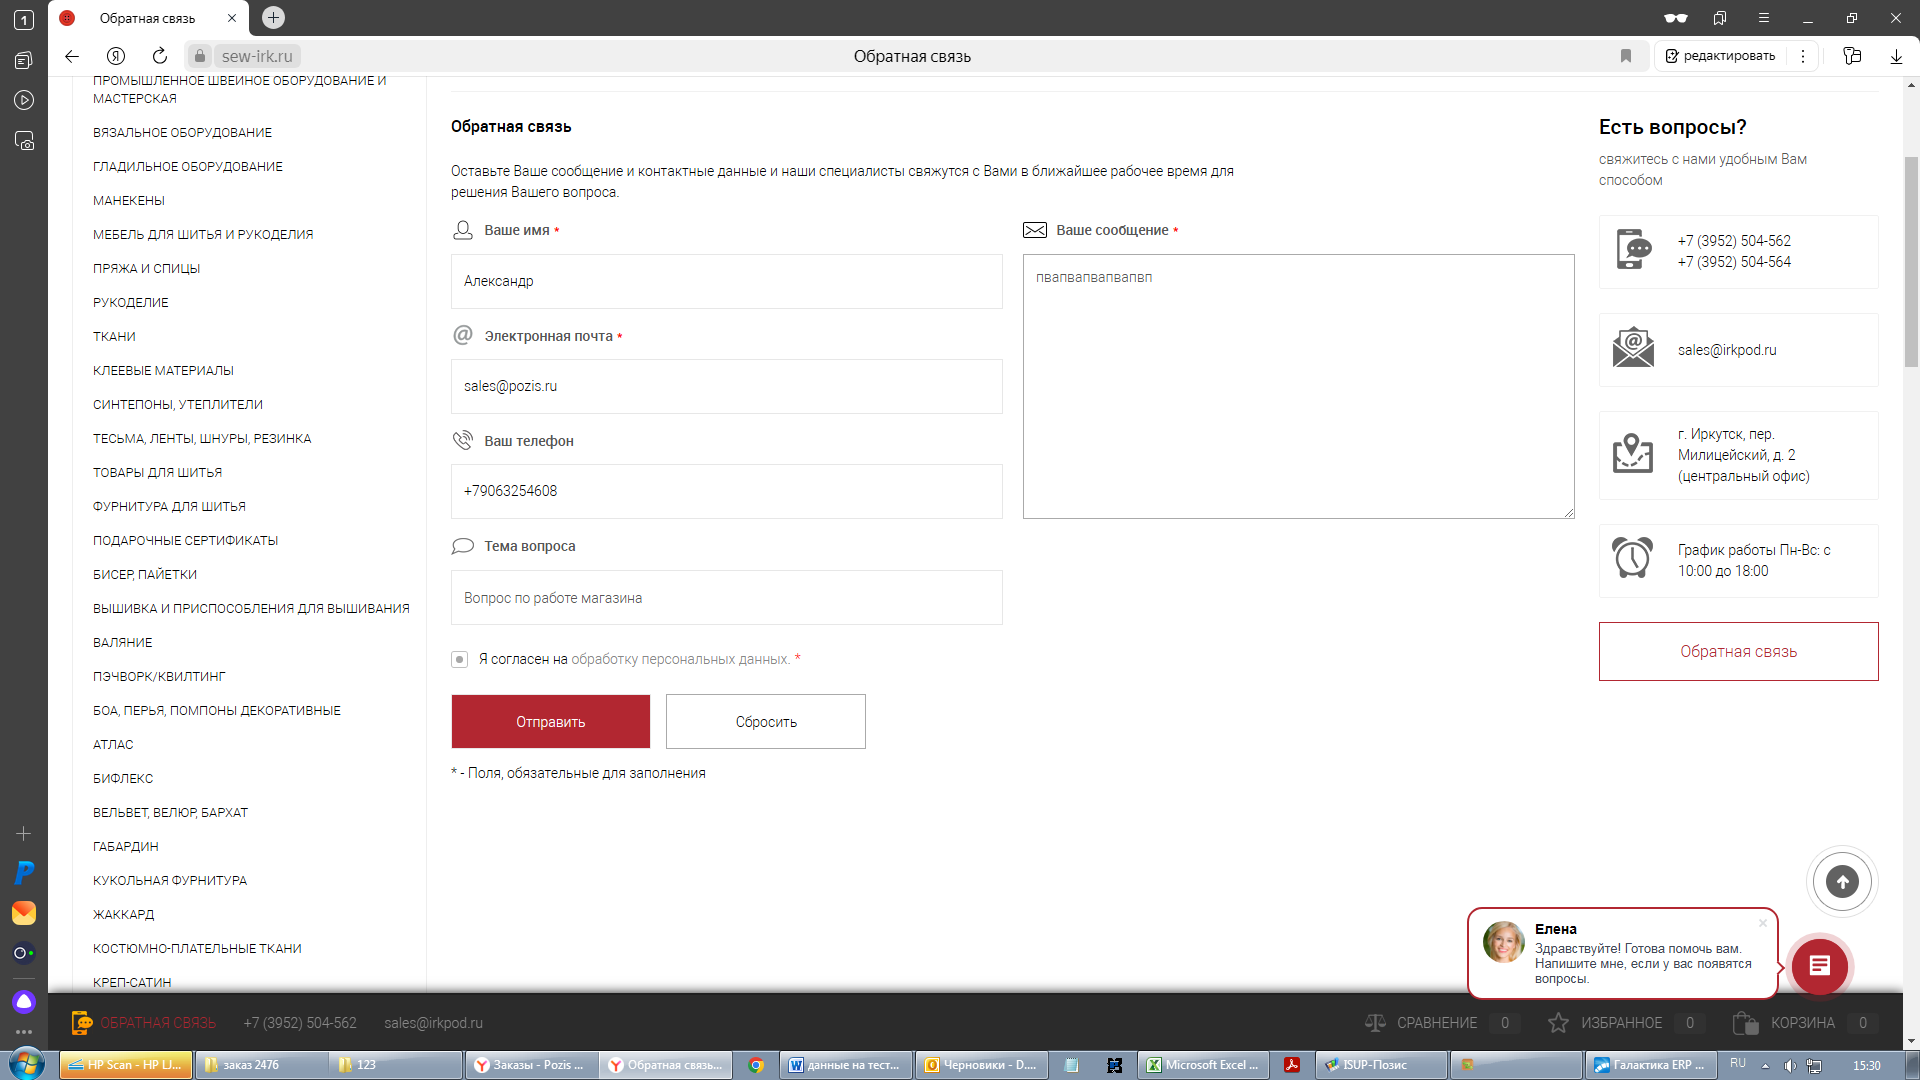 1
Обратная связь
sew-irk.ru
Обратная связь
редактировать
ПРОМЫШЛЕННОЕ ШВЕЙНОЕ ОБОРУДОВАНИЕ И
МАСТЕРСКАЯ
ВЯЗАЛЬНОЕ ОБОРУДОВАНИЕ
ГЛАДИЛЬНОЕ ОБОРУДОВАНИЕ
МАНЕКЕНЫ
МЕБЕЛЬ ДЛЯ ШИТЬЯ И РУКОДЕЛИЯ
ПРЯЖА И СПИЦЫ
РУКОДЕЛИЕ
ТКАНИ
КЛЕЕВЫЕ МАТЕРИАЛЫ
СИНТЕПОНЫ, УТЕПЛИТЕЛИ
ТЕСЬМА, ЛЕНТЫ, ШНУРЫ, РЕЗИНКА
ТОВАРЫ ДЛЯ ШИТЬЯ
ФУРНИТУРА ДЛЯ ШИТЬЯ
ПОДАРОЧНЫЕ СЕРТИФИКАТЫ
БИСЕР, ПАЙЕТКИ
ВЫШИВКА И ПРИСПОСОБЛЕНИЯ ДЛЯ ВЫШИВАНИЯ
ВАЛЯНИЕ
ПЭЧВОРК/КВИЛТИНГ
БОА, ПЕРЬЯ, ПОМПОНЫ ДЕКОРАТИВНЫЕ
АТЛАС
БИФЛЕКС
ВЕЛЬВЕТ, ВЕЛЮР, БАРХАТ
ГАБАРДИН
КУКОЛЬНАЯ ФУРНИТУРА
ЖАККАРД
КОСТЮМНО-ПЛАТЕЛЬНЫЕ ТКАНИ
КРЕП-САТИН
Обратная связь
Оставьте Ваше сообщение и контактные данные и наши специалисты свяжутся с Вами в ближайшее рабочее время для
решения Вашего вопроса.
Ваше имя *
Александр
Электронная почта *
sales@pozis.ru
Ваш телефон
+79063254608
Тема вопроса
Вопрос по работе магазина
Ваше сообщение *
пвапвапвапвапвп
Я согласен на обработку персональных данных. *
Отправить
Сбросить
* - Поля, обязательные для заполнения
Есть вопросы?
свяжитесь с нами удобным Вам
способом
+7 (3952) 504-562
+7 (3952) 504-564
sales@irkpod.ru
г. Иркутск, пер.
Милицейский, д. 2
(центральный офис)
График работы Пн-Вс: с
10:00 до 18:00
Обратная связь
Елена
Здравствуйте! Готова помочь вам.
Напишите мне, если у вас появятся
вопросы.
ОБРАТНАЯ СВЯЗЬ
+7 (3952) 504-562
sales@irkpod.ru
СРАВНЕНИЕ 0
ИЗБРАННОЕ 0
КОРЗИНА 0
HP Scan - HP LJ...
заказ 2476
123
Заказы - Pozis ...
Обратная связь...
данные на тест...
Черновики - D....
Microsoft Excel ...
ISUP-Позис
Галактика ERP ...
RU
15:30